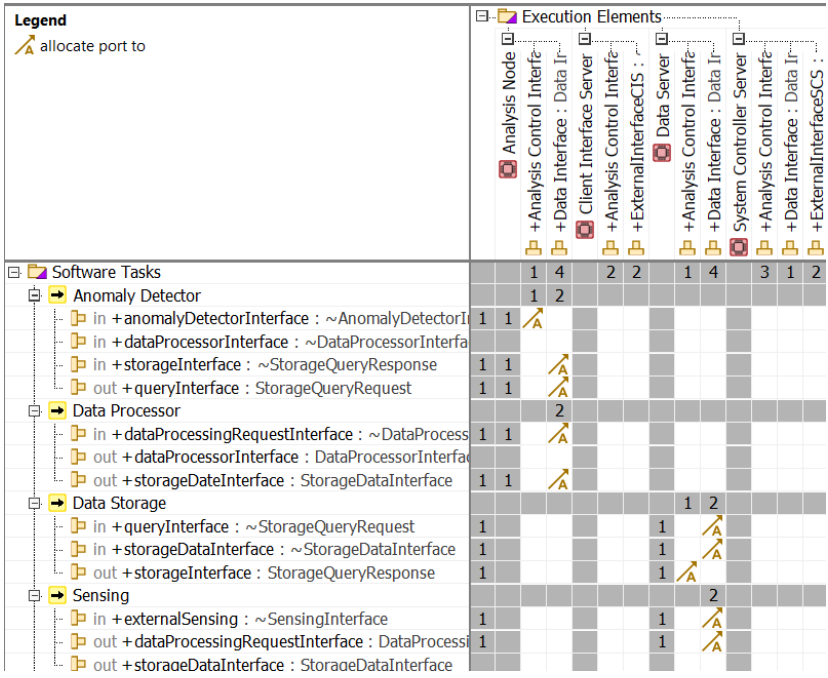 Legend
allocate port to
Execution Elements
Analysis Node
+Analysis Control Interfa
+Data Interface : Data Ir
Client Interface Server
+Analysis Control Interfa
+ExternalInterfaceCIS :
Data Server
+Analysis Control Interfa
+Data Interface : Data Ir
System Controller Server
+Analysis Control Interfa
+Data Interface : Data Ir
+ExternalInterfaceSCS :
Software Tasks 1 4 2 2 1 4 3 1 2
Anomaly Detector 1 2
in +anomalyDetectorInterface : ~AnomalyDetectorI 1 1 A
in +dataProcessorInterface : ~DataProcessorInterfa
in +storageInterface : ~StorageQueryResponse 1 1 A
out +queryInterface : StorageQueryRequest 1 1 A
Data Processor 2
in +dataProcessingRequestInterface : ~DataProcess 1 1 A
out +dataProcessorInterface : DataProcessorInterfac
out +storageDateInterface : StorageDataInterface 1 1 A
Data Storage 1 2
in +queryInterface : ~StorageQueryRequest 1 1 A
in +storageDataInterface : ~StorageDataInterface 1 1 A
out +storageInterface : StorageQueryResponse 1 1 A
Sensing 2
in +externalSensing : ~SensingInterface 1 1 A
out +dataProcessingRequestInterface : DataProcessi 1 1 A
out +storageDataInterface : StorageDataInterface